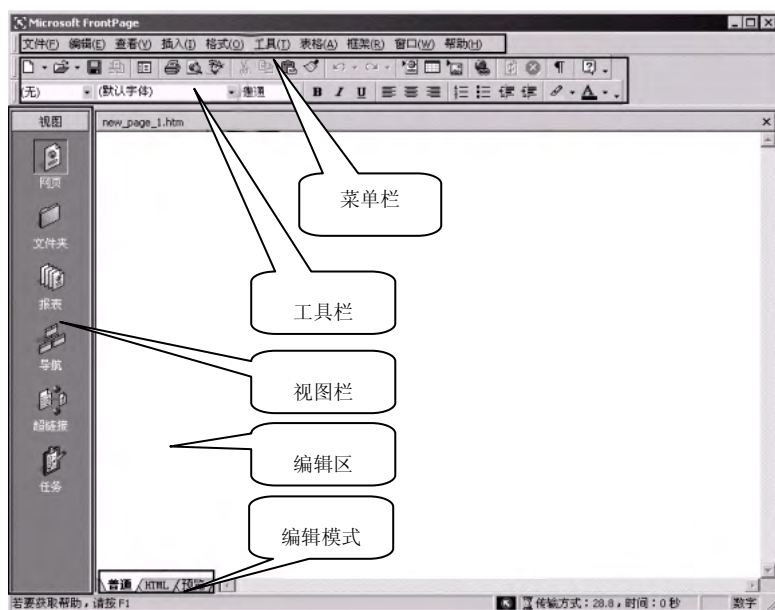 Microsoft FrontPage
文件(F) 编辑(E) 查看(V) 插入(I) 格式(O) 工具(T) 表格(A) 框架(R) 窗口(W) 帮助(H)
(无) (默认字体) 普通 B I U A
视图 new_page_1.htm
网页
菜单栏
文件夹
报表
工具栏
导航
视图栏
超链接
编辑区
任务
编辑模式
普通 HTML 预览
若要获取帮助，请按 F1 传输方式：28.8，时间：0 秒 数字